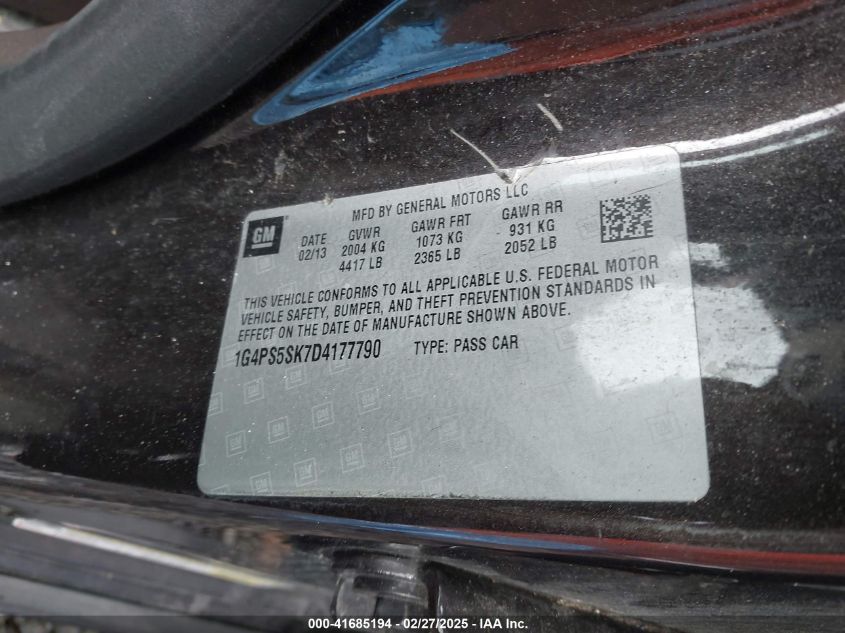 MFD BY GENERAL MOTORS LLC
GM
DATE GVWR GAWR FRT GAWR RR
02/13 2004 KG 1073 KG 931 KG
4417 LB 2365 LB 2052 LB
THIS VEHICLE CONFORMS TO ALL APPLICABLE U.S. FEDERAL MOTOR
VEHICLE SAFETY, BUMPER, AND THEFT PREVENTION STANDARDS IN
EFFECT ON THE DATE OF MANUFACTURE SHOWN ABOVE.
1G4PS5SK7D4177790 TYPE: PASS CAR
000-41685194 - 02/27/2025 - IAA Inc.